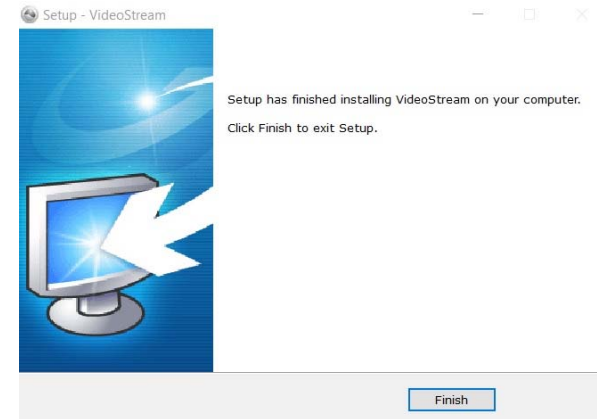 Setup - VideoStream
Setup has finished installing VideoStream on your computer.
Click Finish to exit Setup.
Finish